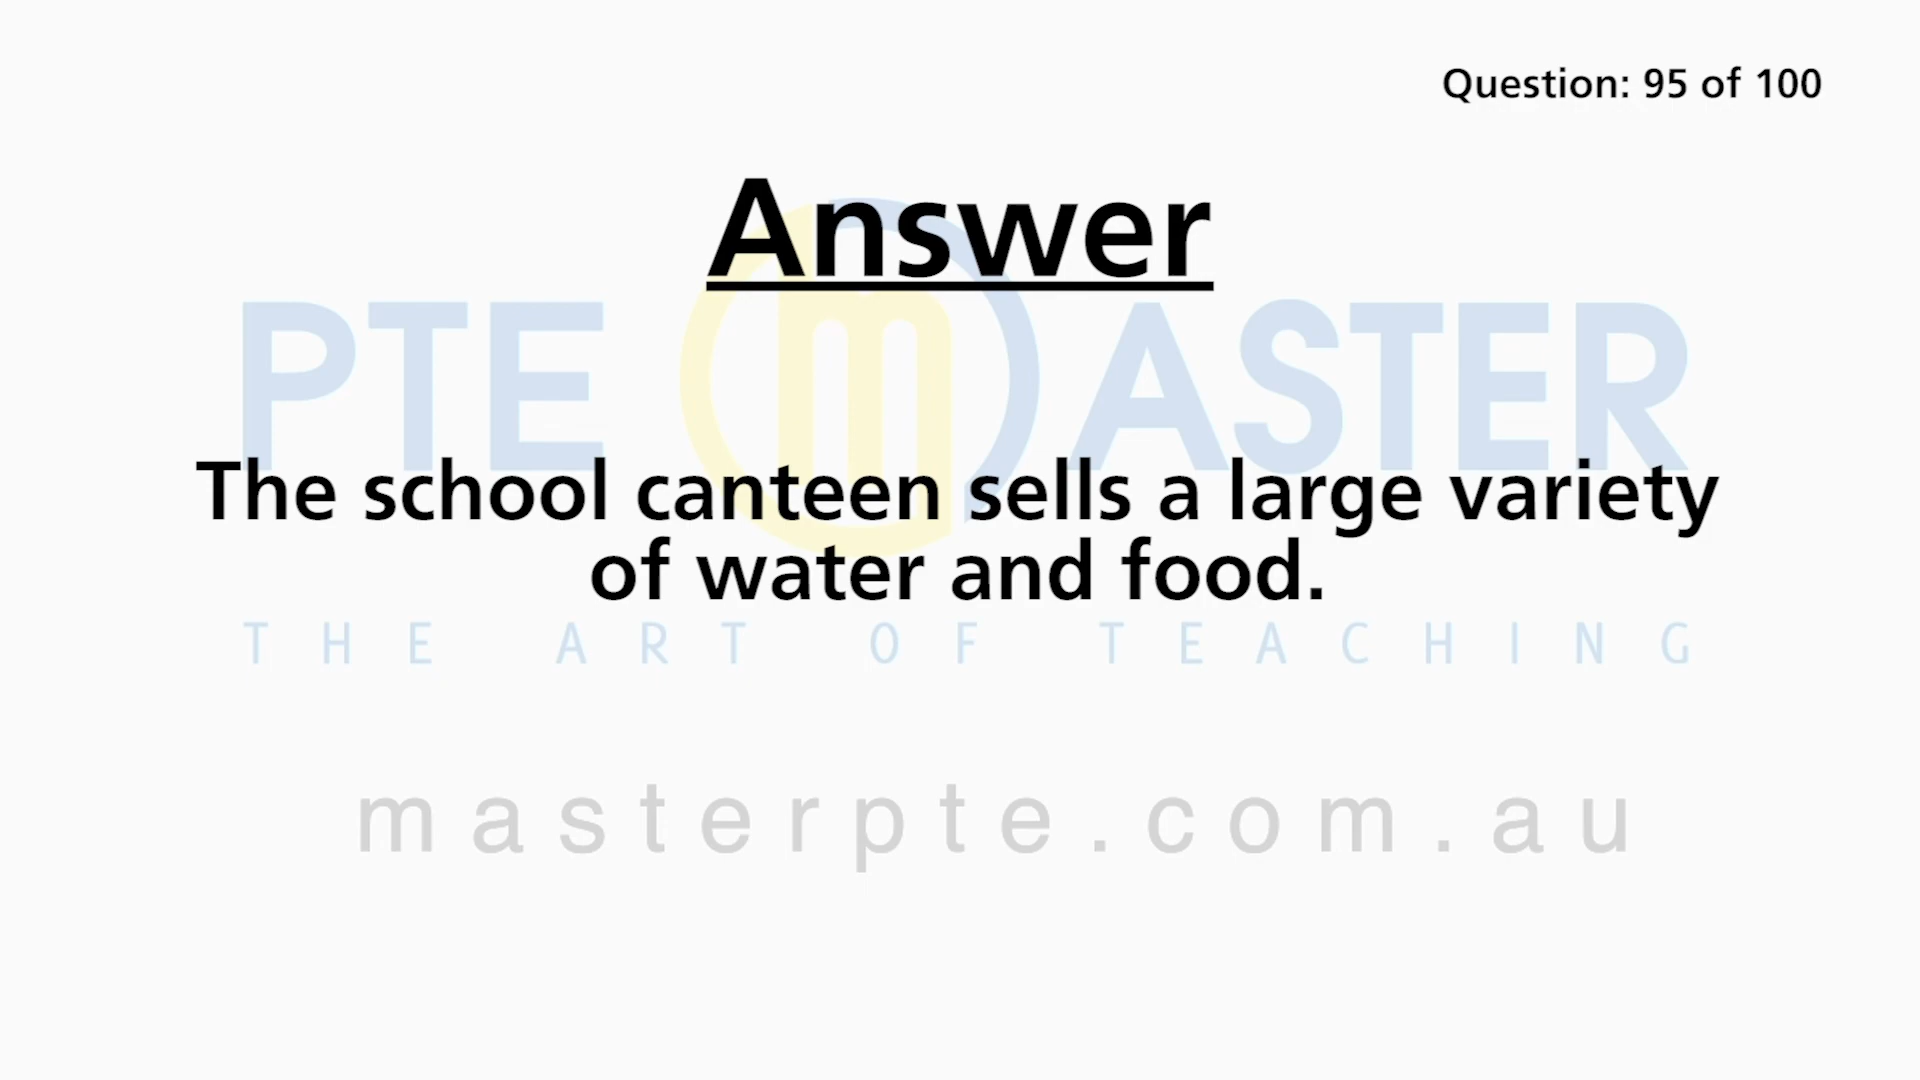 Question: 95 of 100
Answer
PTE mASTER
The school canteen sells a large variety
of water and food.
THE ART OF TEACHING
masterpte.com.au